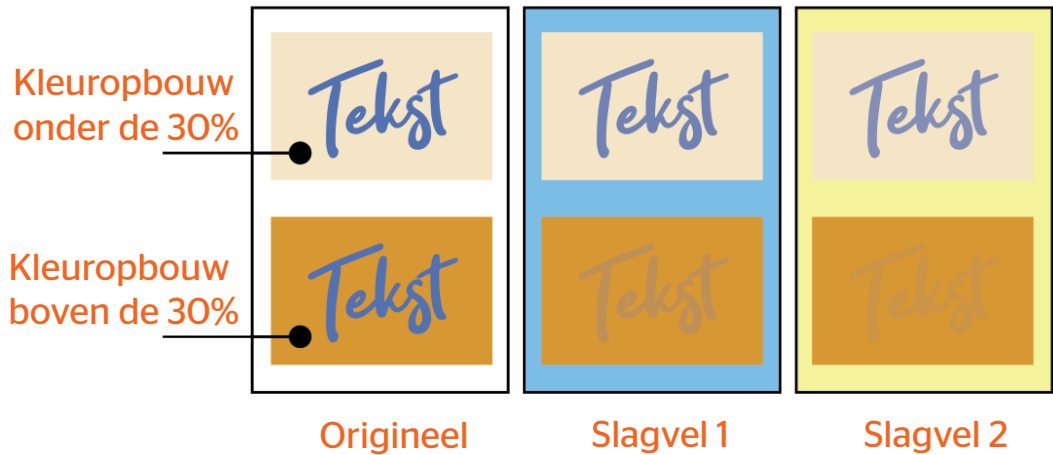 Kleuropbouw
onder de 30%
Tekst
Tekst
Tekst
Kleuropbouw
boven de 30%
Tekst
Tekst
Tekst
Origineel
Slagvel 1
Slagvel 2